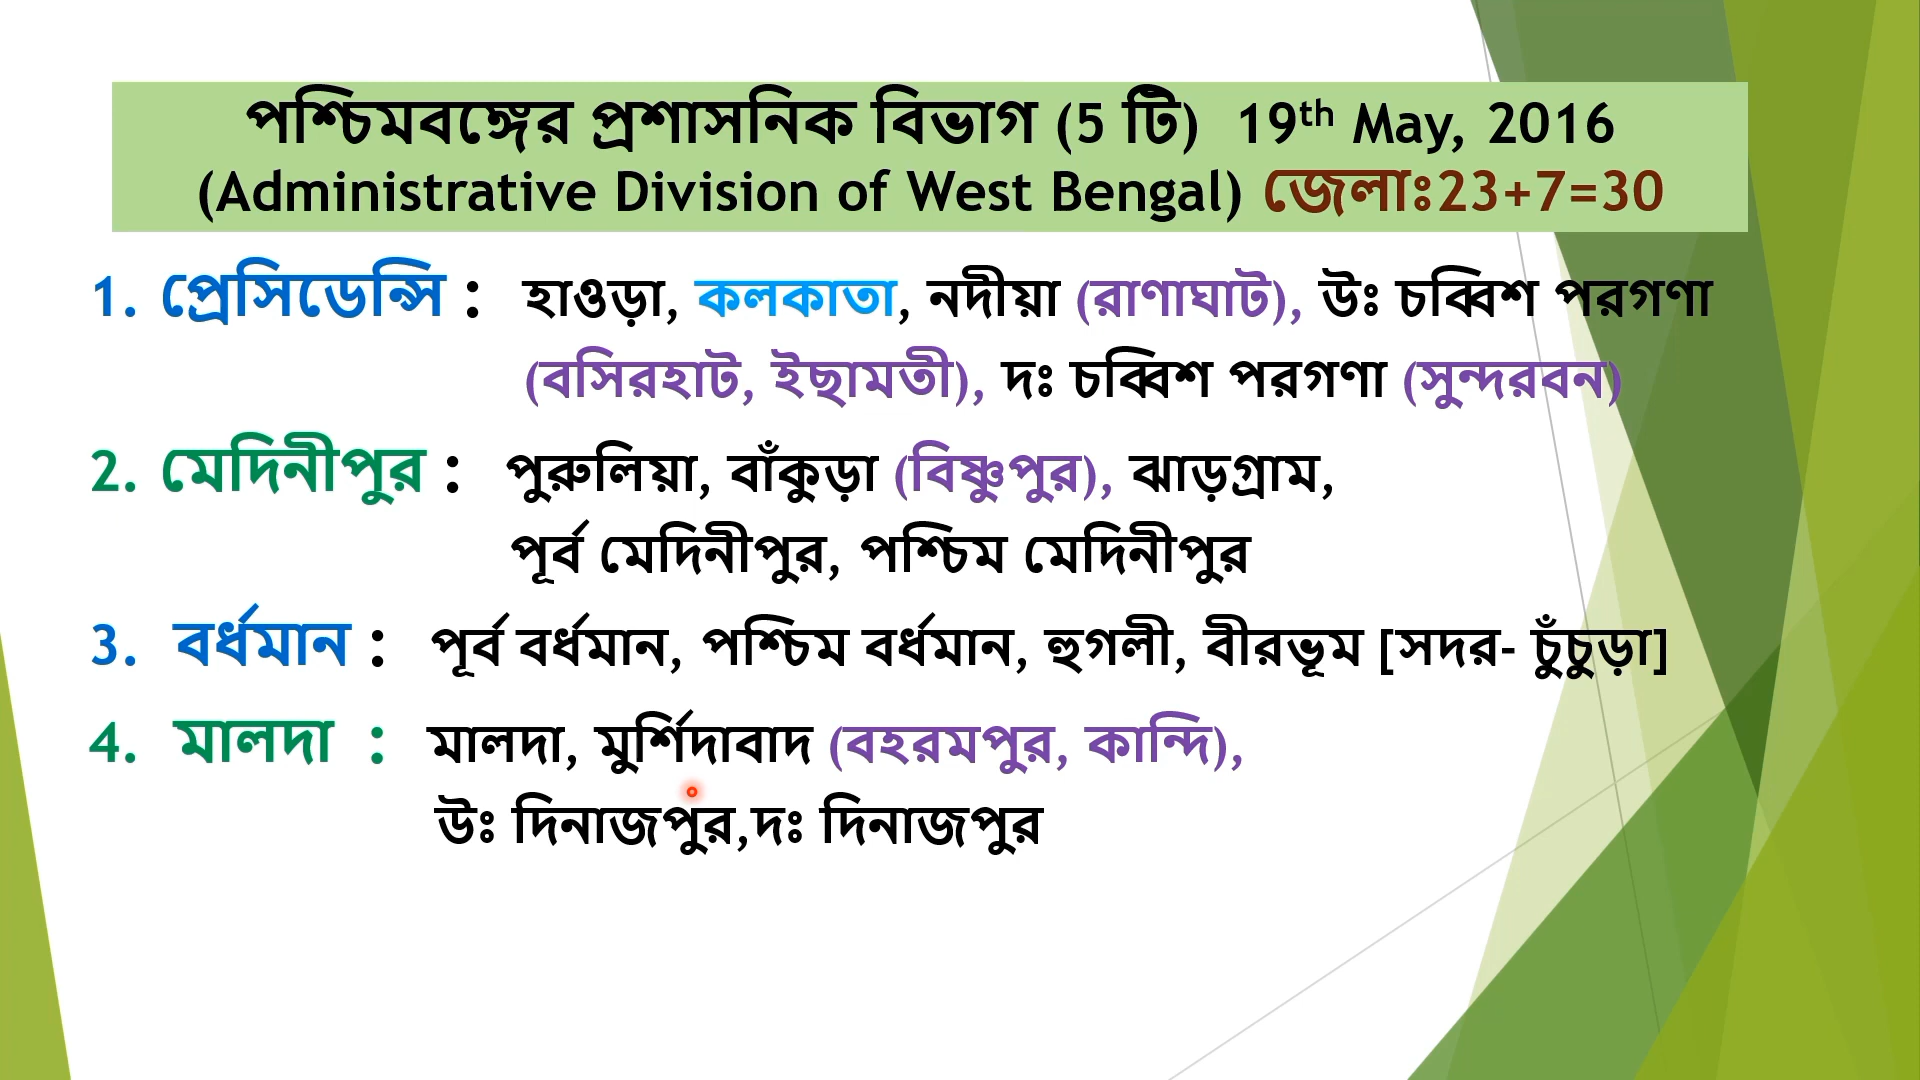 পশ্চিমবঙ্গের প্রশাসনিক বিভাগ (5 টি) 19th May, 2016
(Administrative Division of West Bengal) জেলাঃ23+7=30
1. প্রেসিডেন্সি : হাওড়া, কলকাতা, নদীয়া (রাণাঘাট), উঃ চব্বিশ পরগণা
(বসিরহাট, ইছামতী), দঃ চব্বিশ পরগণা (সুন্দরবন)
2. মেদিনীপুর : পুরুলিয়া, বাঁকুড়া (বিষ্ণুপুর), ঝাড়গ্রাম,
পূর্ব মেদিনীপুর, পশ্চিম মেদিনীপুর
3. বর্ধমান : পূর্ব বর্ধমান, পশ্চিম বর্ধমান, হুগলী, বীরভূম [সদর- চুঁচুড়া]
4. মালদা : মালদা, মুর্শিদাবাদ (বহরমপুর, কান্দি),
উঃ দিনাজপুর,দঃ দিনাজপুর